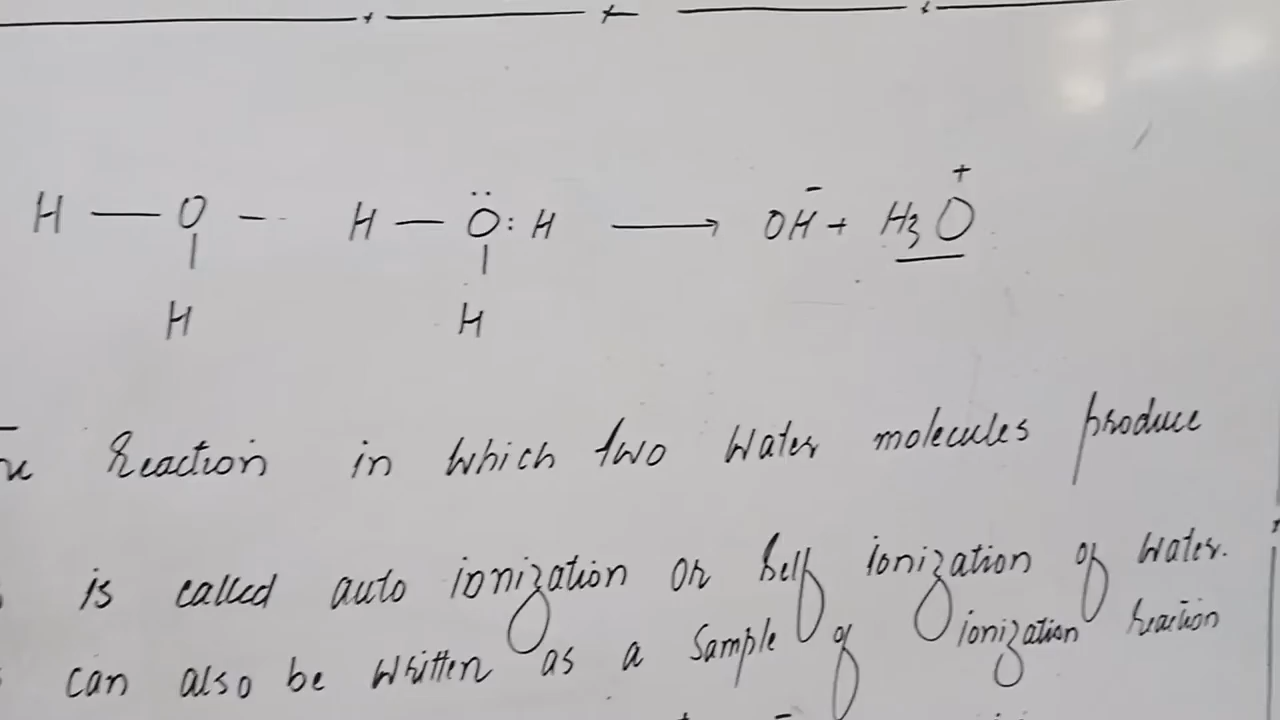 H — O -- H — Ö : H ⟶ OH⁻ + H₃O⁺
H H
Reaction in which two water molecules produce
is called auto ionization or Self ionization of water.
can also be written as a Sample of ionization reaction